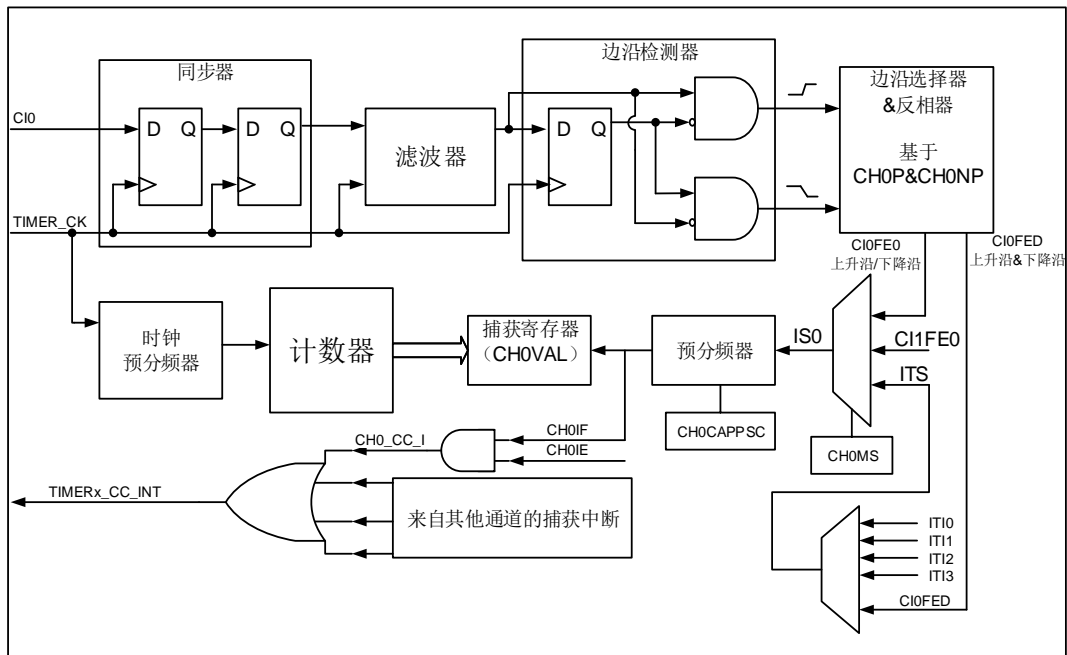 同步器
边沿检测器
CI0
D Q
D Q
滤波器
D Q
边沿选择器
&反相器
基于
CH0P&CH0NP
TIMER_CK
CI0FE0
上升沿/下降沿
CI0FED
上升沿&下降沿
时钟
预分频器
计数器
捕获寄存器
（CH0VAL）
预分频器
IS0
CI1FE0
ITS
CH0CAPPSC
CH0MS
CH0_CC_I
CH0IF
CH0IE
TIMERx_CC_INT
来自其他通道的捕获中断
ITI0
ITI1
ITI2
ITI3
CI0FED